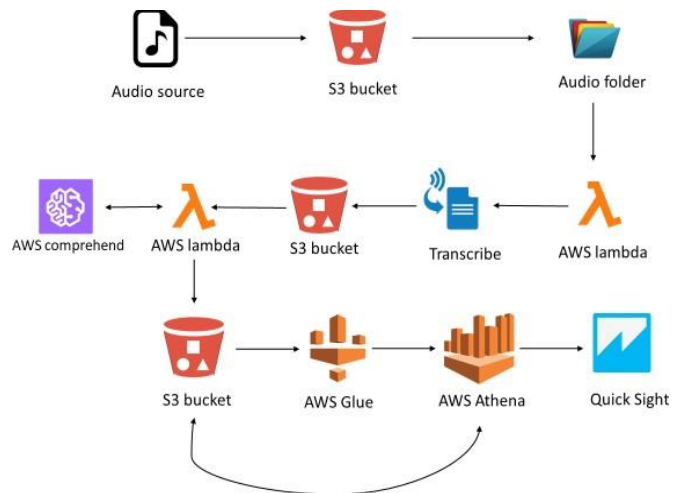 Audio source
S3 bucket
Audio folder
AWS comprehend
AWS lambda
S3 bucket
Transcribe
AWS lambda
S3 bucket
AWS Glue
AWS Athena
Quick Sight